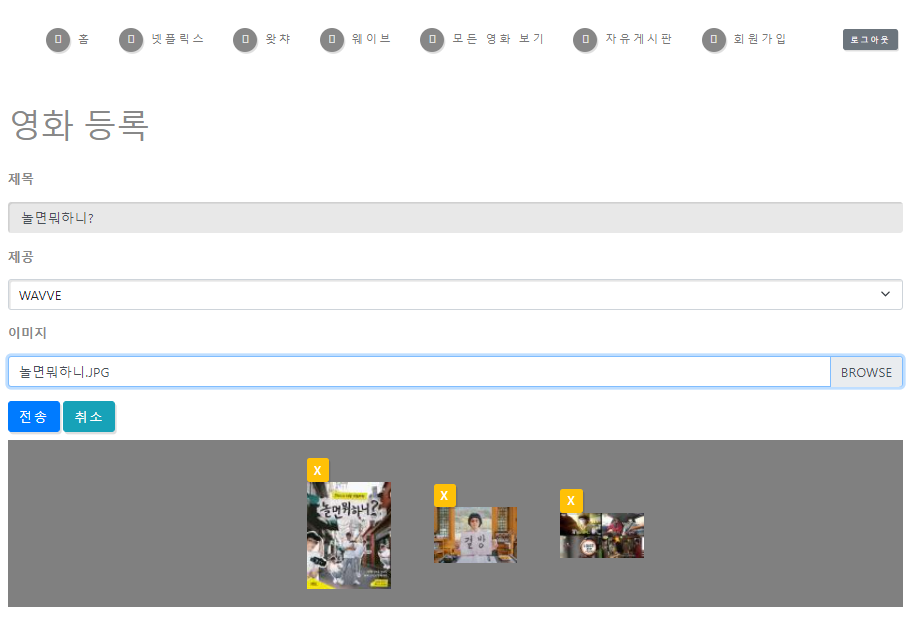 홈 넷플릭스 왓챠 웨이브 모든 영화 보기 자유게시판 회원가입 로그아웃
영화 등록
제목
놀면뭐하니?
제공
WAVVE
이미지
놀면뭐하니.JPG BROWSE
전송 취소
X X X
놀면뭐하니?
길 방